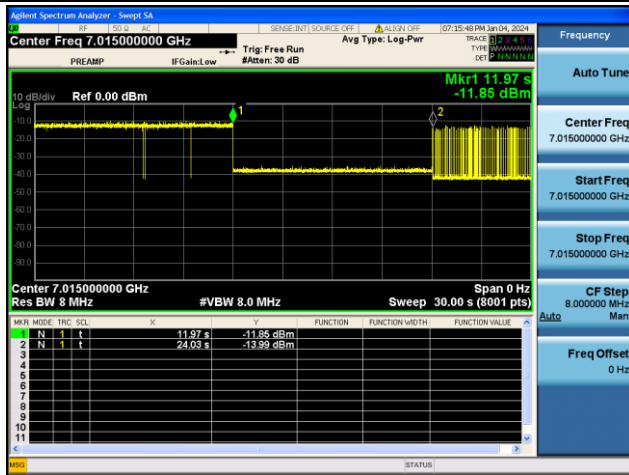 Agilent Spectrum Analyzer - Swept SA
RF 50 Ω AC SENSE:INT SOURCE OFF ALIGN OFF 07:15:48 PM Jan 04, 2024
Center Freq 7.015000000 GHz Avg Type: Log-Pwr TRACE 1 2 3 4 5 6
Trig: Free Run TYPE
PREAMP IFGain:Low #Atten: 30 dB DET P N N N N N
Mkr1 11.97 s
10 dB/div Ref 0.00 dBm -11.85 dBm
Log
1 2
-10.0
-20.0
-30.0
-40.0
-50.0
-60.0
-70.0
-80.0
-90.0
Center 7.015000000 GHz Span 0 Hz
Res BW 8 MHz #VBW 8.0 MHz Sweep 30.00 s (8001 pts)
MKR MODE TRC SCL X Y FUNCTION FUNCTION WIDTH FUNCTION VALUE
1 N 1 t 11.97 s -11.85 dBm
2 N 1 t 24.03 s -13.99 dBm
3
4
5
6
7
8
9
10
11
MSG STATUS
Frequency
Auto Tune
Center Freq
7.015000000 GHz
Start Freq
7.015000000 GHz
Stop Freq
7.015000000 GHz
CF Step
8.000000 MHz
Auto Man
Freq Offset
0 Hz